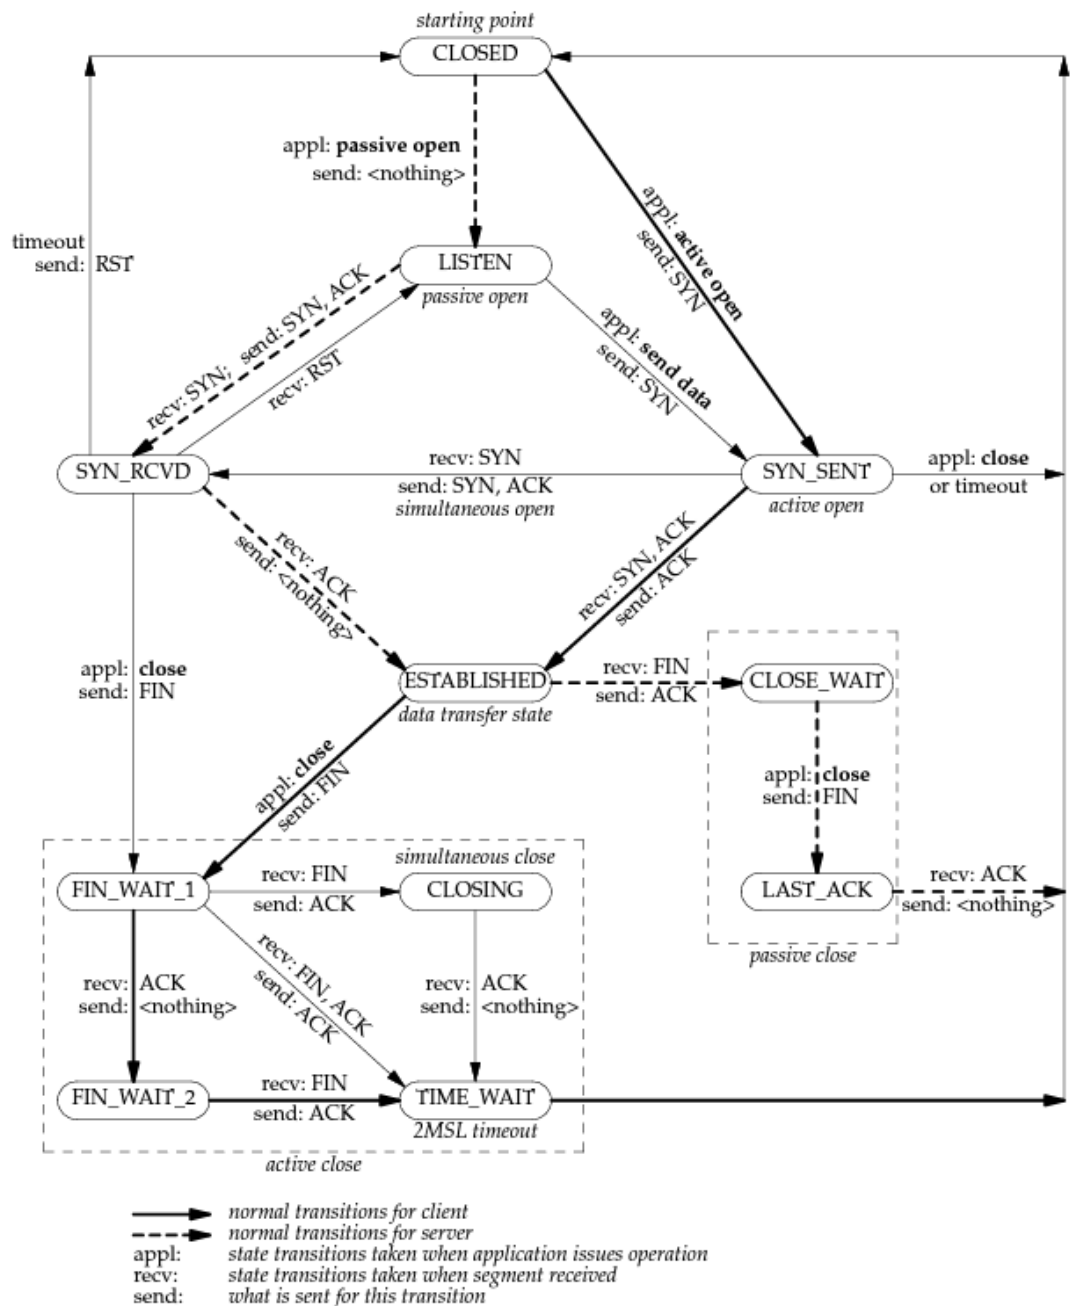 starting point
CLOSED
appl: passive open
send: <nothing>
appl: active open
send: SYN
timeout
send: RST
LISTEN
passive open
recv: SYN; send: SYN, ACK
recv: RST
appl: send data
send: SYN
SYN_RCVD
recv: SYN
send: SYN, ACK
simultaneous open
SYN_SENT
active open
appl: close
or timeout
recv: ACK
send: <nothing>
recv: SYN, ACK
send: ACK
appl: close
send: FIN
ESTABLISHED
data transfer state
recv: FIN
send: ACK
CLOSE_WAIT
appl: close
send: FIN
appl: close
send: FIN
simultaneous close
FIN_WAIT_1
recv: FIN
send: ACK
CLOSING
LAST_ACK
recv: ACK
send: <nothing>
passive close
recv: ACK
send: <nothing>
recv: FIN, ACK
send: ACK
recv: ACK
send: <nothing>
FIN_WAIT_2
recv: FIN
send: ACK
TIME_WAIT
2MSL timeout
active close
normal transitions for client
normal transitions for server
appl: state transitions taken when application issues operation
recv: state transitions taken when segment received
send: what is sent for this transition